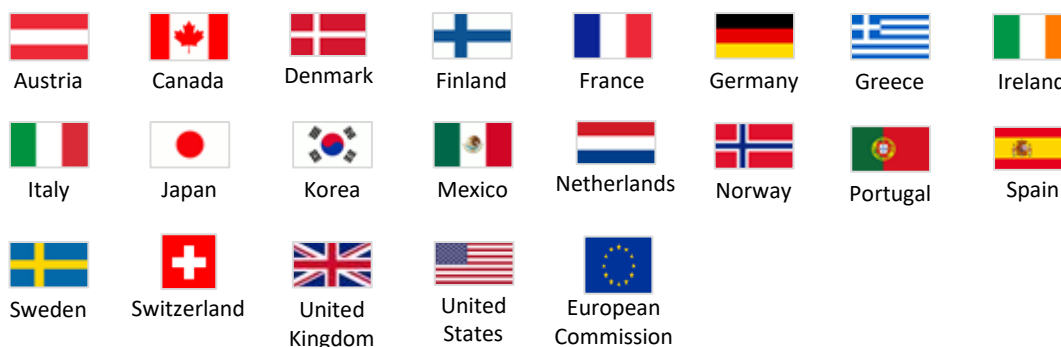 Austria
Canada
Denmark
Finland
France
Germany
Greece
Ireland
Italy
Japan
Korea
Mexico
Netherlands
Norway
Portugal
Spain
Sweden
Switzerland
United
Kingdom
United
States
European
Commission